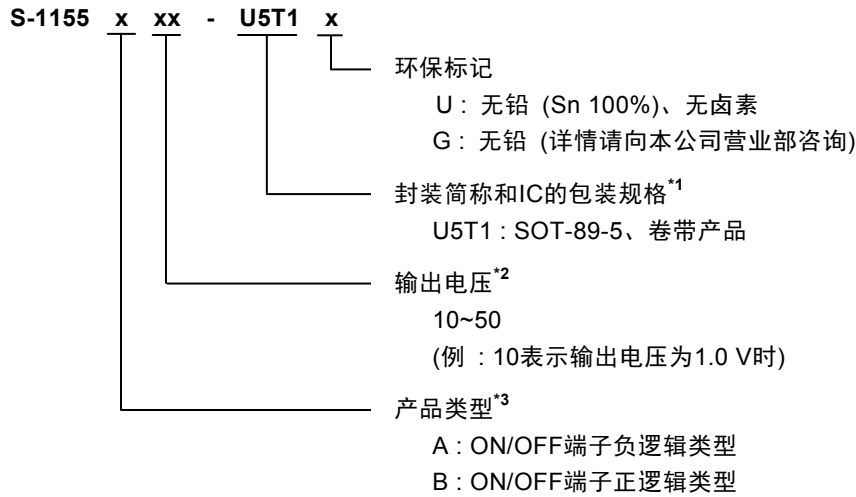 S-1155 x xx - U5T1 x
环保标记
U : 无铅 (Sn 100%)、无卤素
G : 无铅 (详情请向本公司营业部咨询)
封装简称和IC的包装规格*1
U5T1 : SOT-89-5、卷带产品
输出电压*2
10~50
(例 : 10表示输出电压为1.0 V时)
产品类型*3
A : ON/OFF端子负逻辑类型
B : ON/OFF端子正逻辑类型